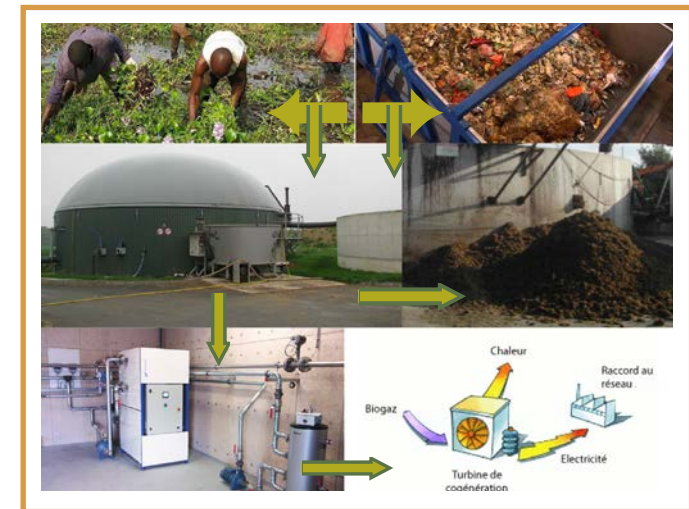 Chaleur
Raccord au
réseau
Biogaz
Electricité
Turbine de
cogénération